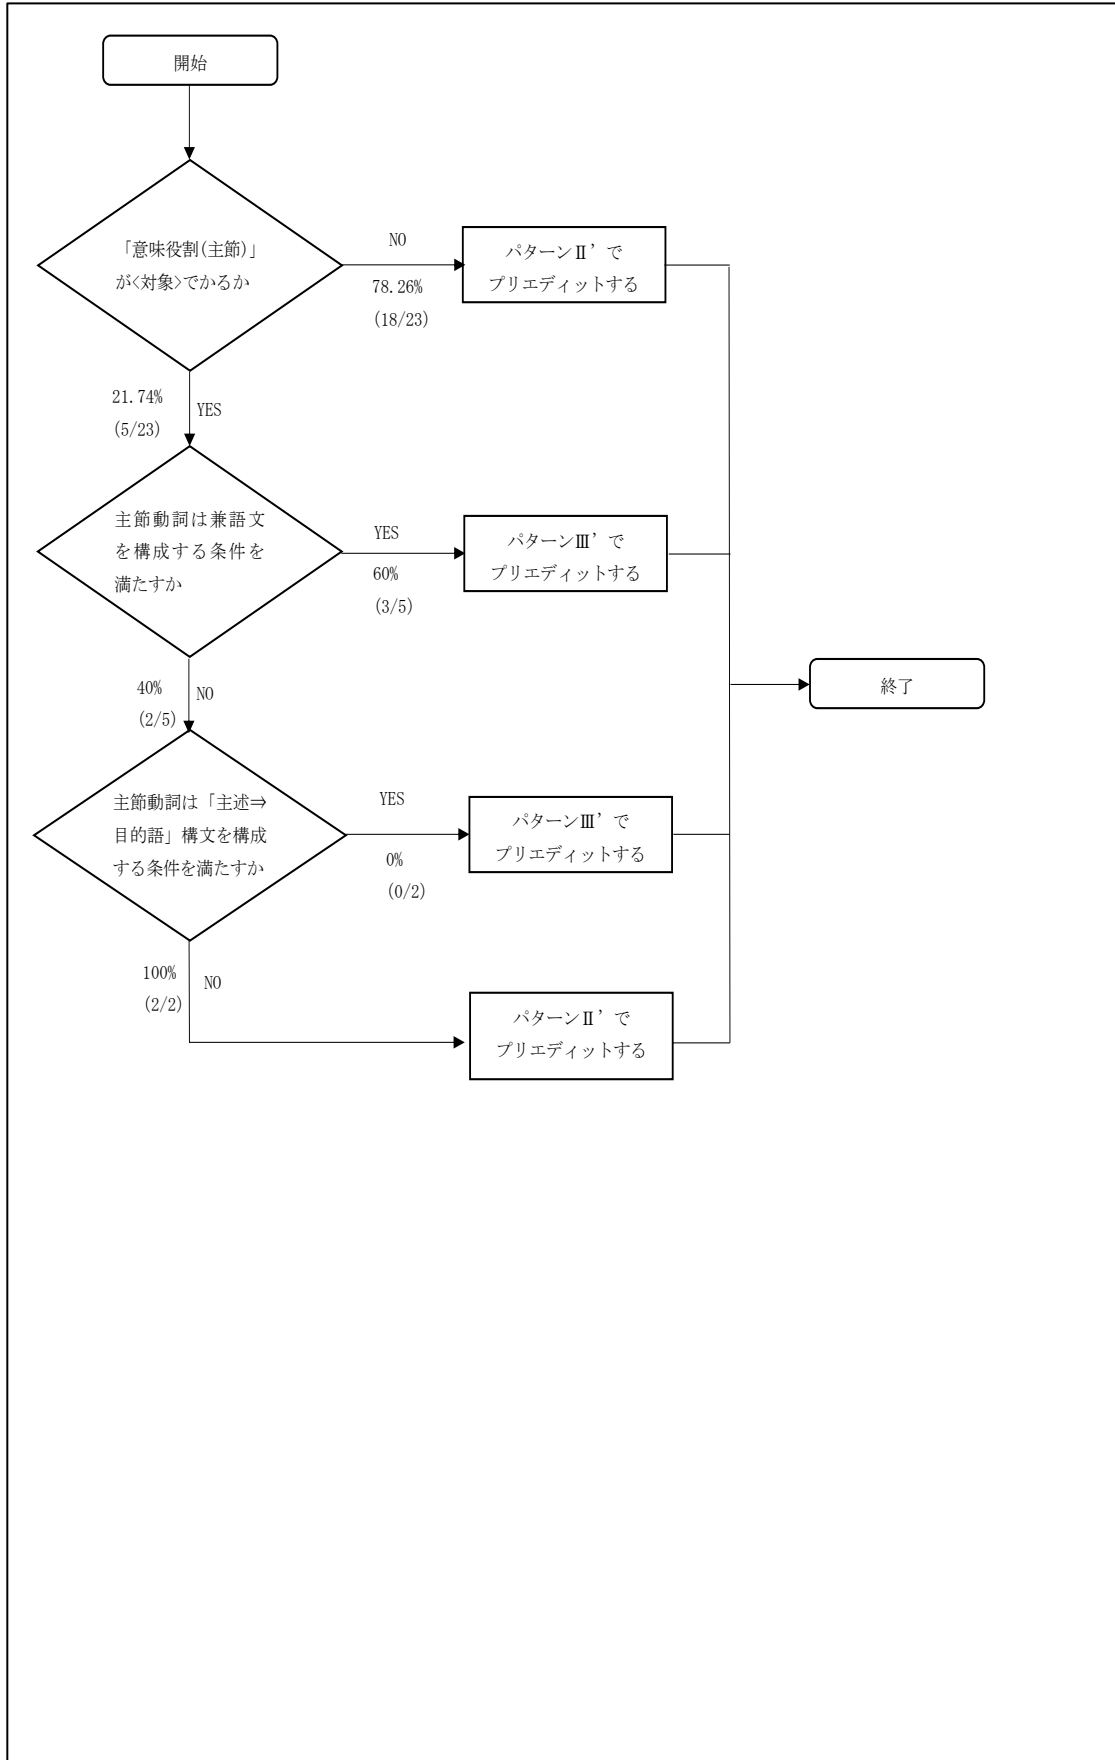 開始
「意味役割(主節)」
が<対象>でかるか
NO
78.26%
(18/23)
パターンⅡ’で
プリエディットする
21.74%
(5/23)
YES
主節動詞は兼語文
を構成する条件を
満たすか
YES
60%
(3/5)
パターンⅢ’で
プリエディットする
終了
40%
(2/5)
NO
主節動詞は「主述⇒
目的語」構文を構成
する条件を満たすか
YES
0%
(0/2)
パターンⅢ’で
プリエディットする
100%
(2/2)
NO
パターンⅡ’で
プリエディットする